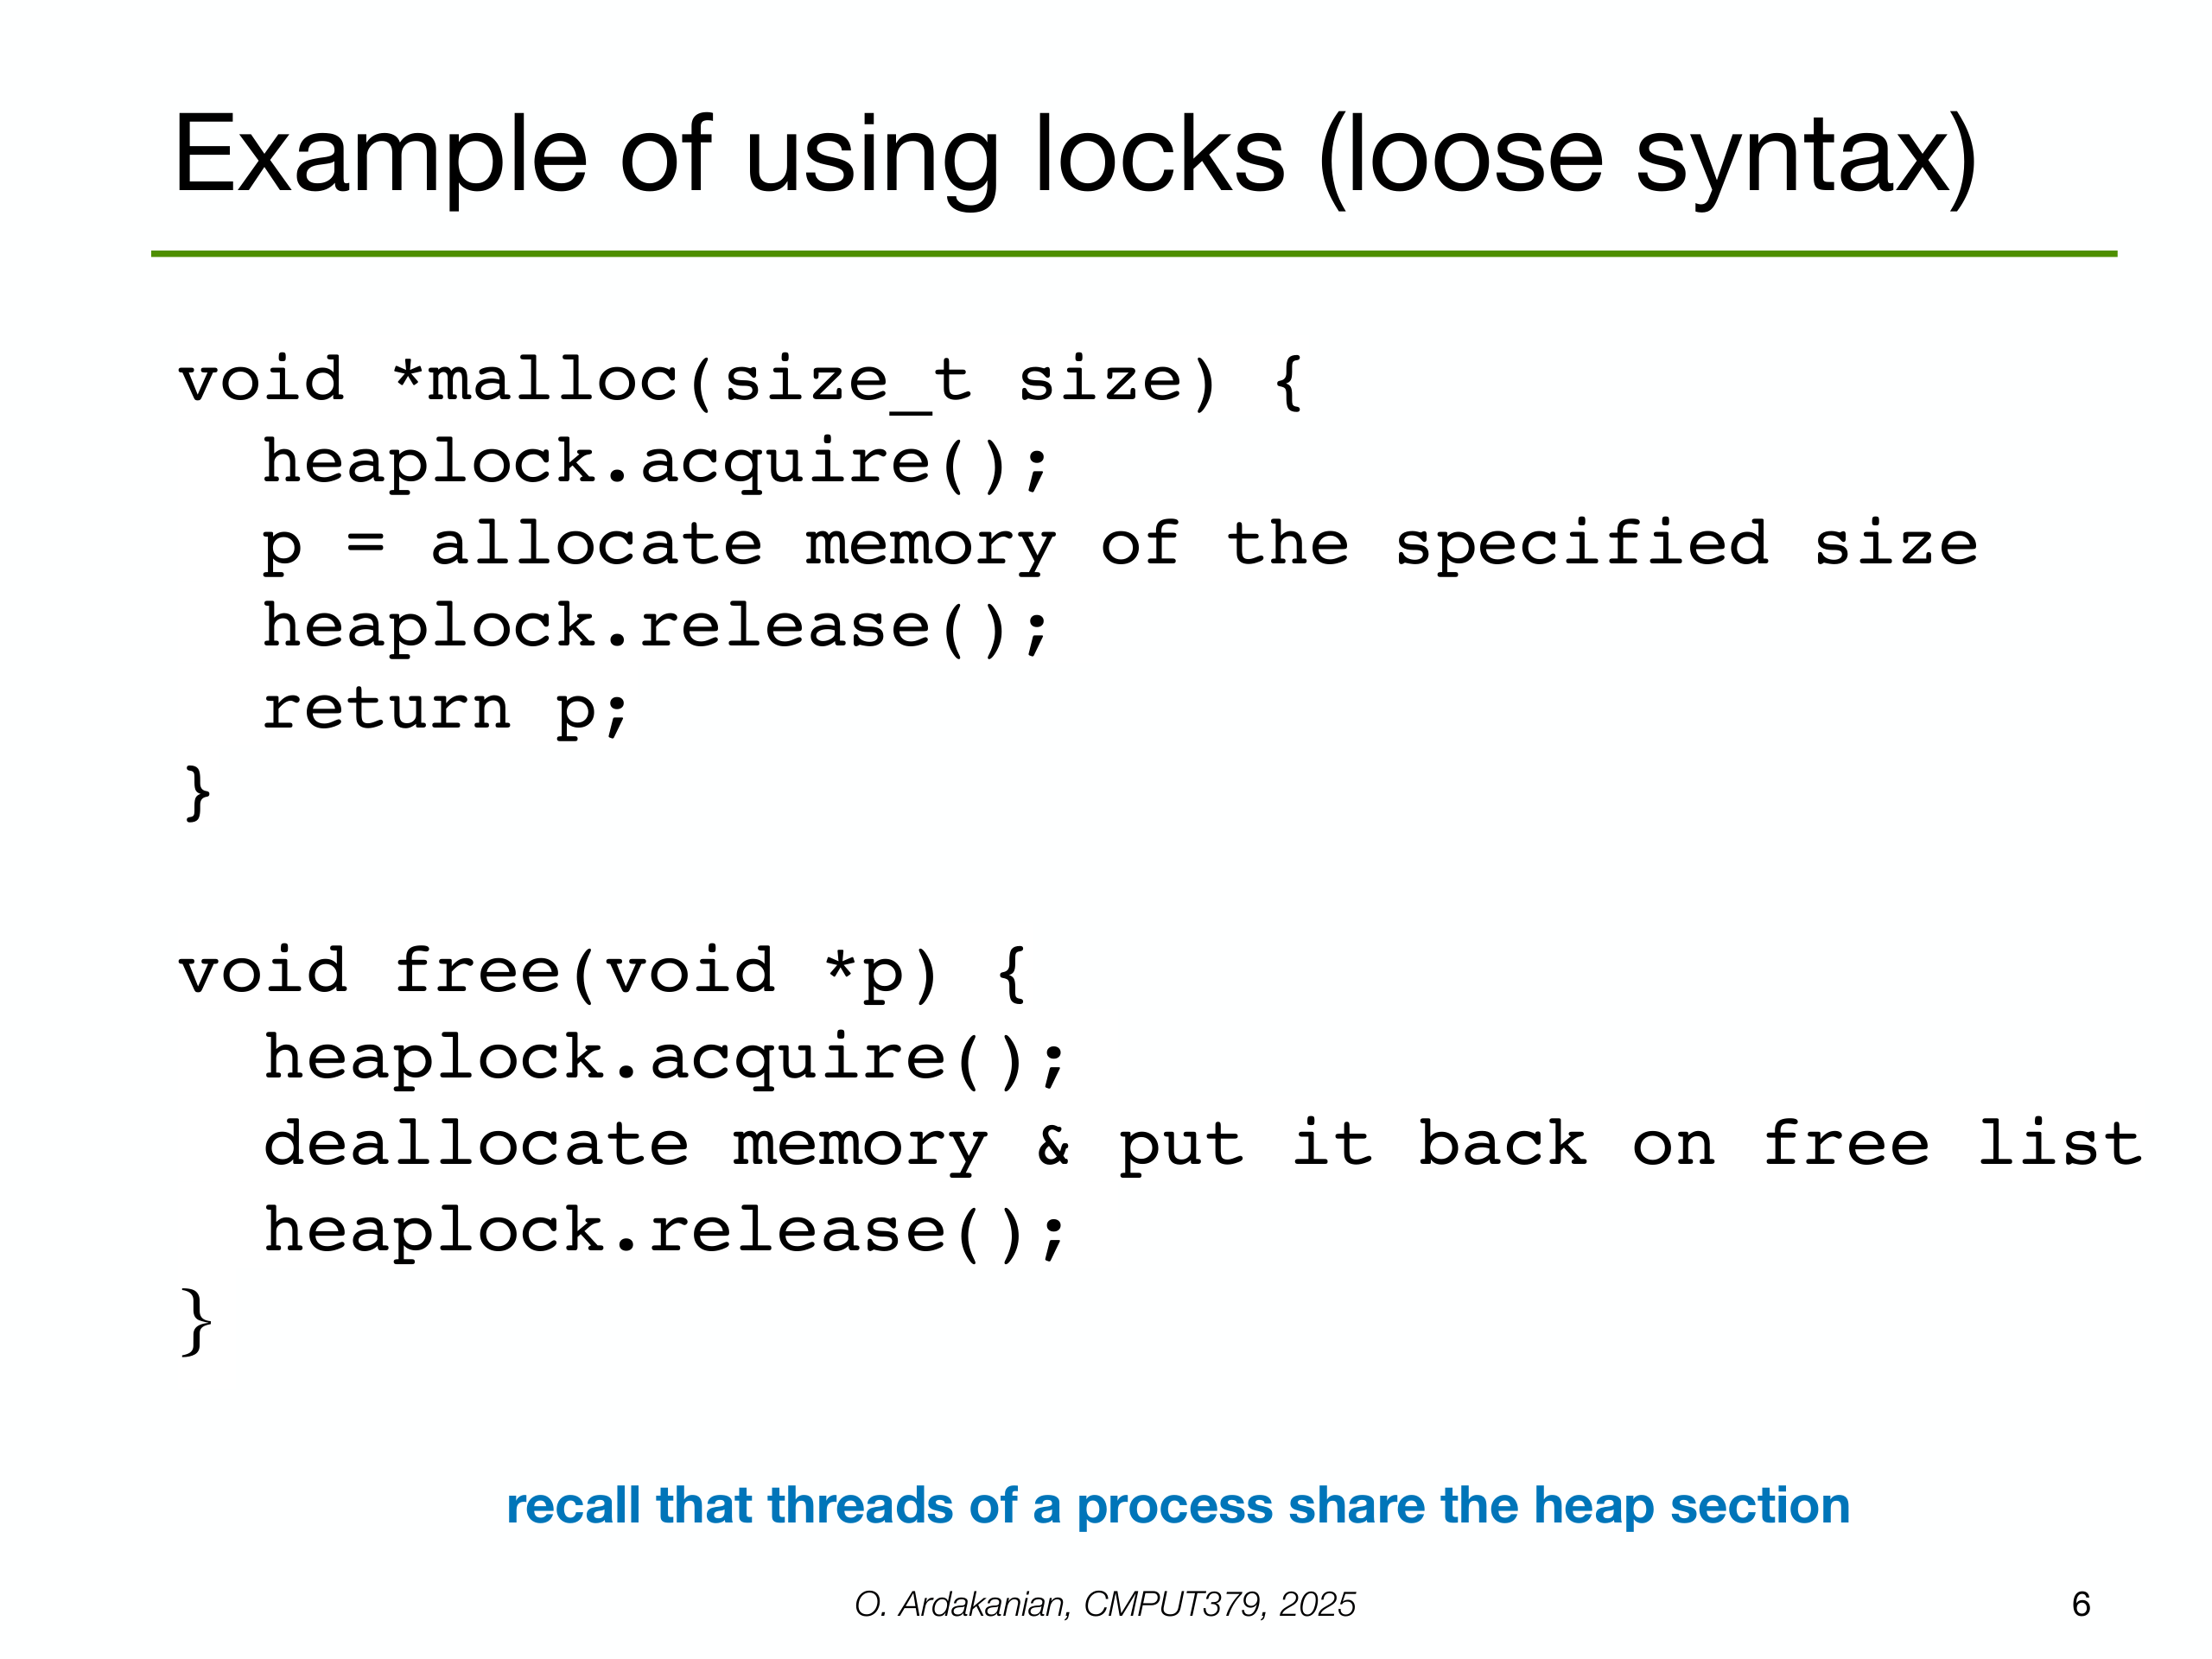 Example of using locks (loose syntax)
void *malloc(size_t size) {
   heaplock.acquire();
   p = allocate memory of the specified size
   heaplock.release();
   return p;
}
void free(void *p) {
   heaplock.acquire();
   deallocate memory & put it back on free list
   heaplock.release();
}
recall that threads of a process share the heap section
O. Ardakanian, CMPUT379, 2025
6